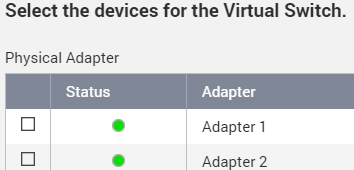 Select the devices for the Virtual Switch.
Physical Adapter
Status Adapter
Adapter 1
Adapter 2